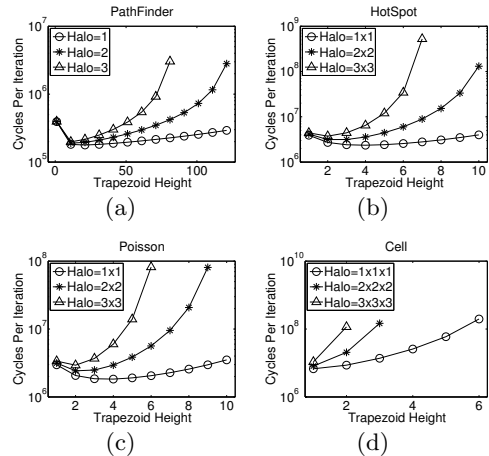 PathFinder
Cycles Per Iteration
10^7
10^6
10^5
Halo=1
Halo=2
Halo=3
0 50 100
Trapezoid Height
(a)
HotSpot
Cycles Per Iteration
10^9
10^8
10^7
10^6
Halo=1x1
Halo=2x2
Halo=3x3
2 4 6 8 10
Trapezoid Height
(b)
Poisson
Cycles Per Iteration
10^8
10^7
10^6
Halo=1x1
Halo=2x2
Halo=3x3
2 4 6 8 10
Trapezoid Height
(c)
Cell
Cycles Per Iteration
10^10
10^8
10^6
Halo=1x1x1
Halo=2x2x2
Halo=3x3x3
2 4 6
Trapezoid Height
(d)